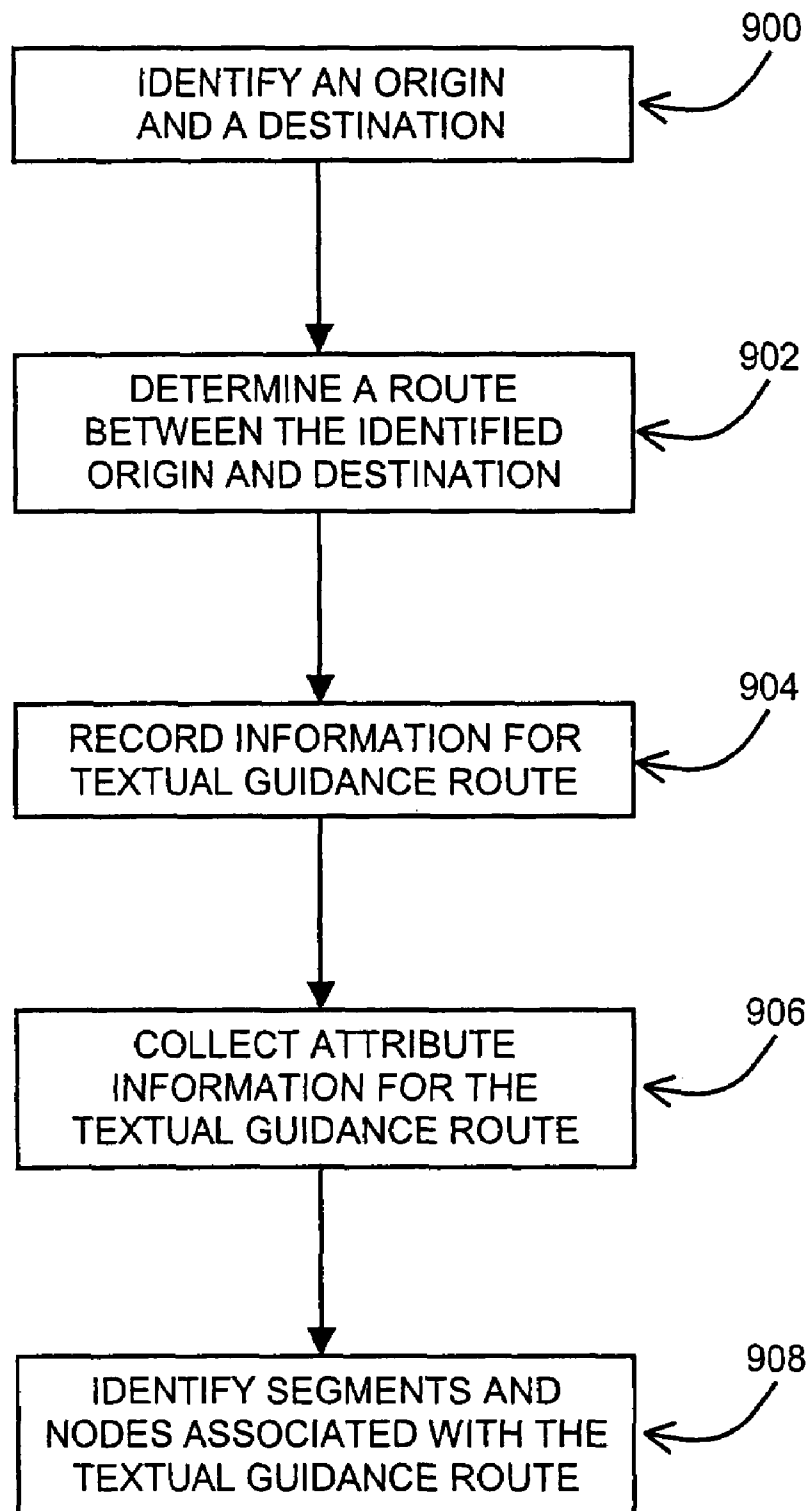 900
IDENTIFY AN ORIGIN
AND A DESTINATION
902
DETERMINE A ROUTE
BETWEEN THE IDENTIFIED
ORIGIN AND DESTINATION
904
RECORD INFORMATION FOR
TEXTUAL GUIDANCE ROUTE
906
COLLECT ATTRIBUTE
INFORMATION FOR THE
TEXTUAL GUIDANCE ROUTE
908
IDENTIFY SEGMENTS AND
NODES ASSOCIATED WITH THE
TEXTUAL GUIDANCE ROUTE